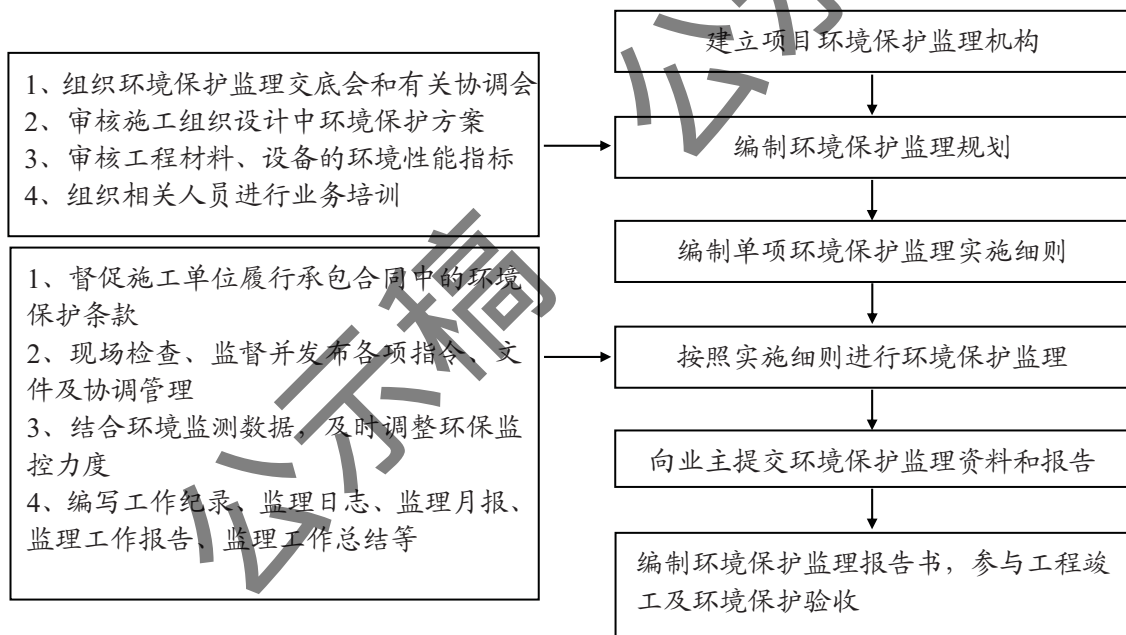 建立项目环境保护监理机构
1、组织环境保护监理交底会和有关协调会
2、审核施工组织设计中环境保护方案
3、审核工程材料、设备的环境性能指标
4、组织相关人员进行业务培训
编制环境保护监理规划
编制单项环境保护监理实施细则
1、督促施工单位履行承包合同中的环境
保护条款
2、现场检查、监督并发布各项指令、文
件及协调管理
3、结合环境监测数据，及时调整环保监
控力度
4、编写工作纪录、监理日志、监理月报、
监理工作报告、监理工作总结等
按照实施细则进行环境保护监理
向业主提交环境保护监理资料和报告
编制环境保护监理报告书，参与工程竣
工及环境保护验收
公示稿
公示